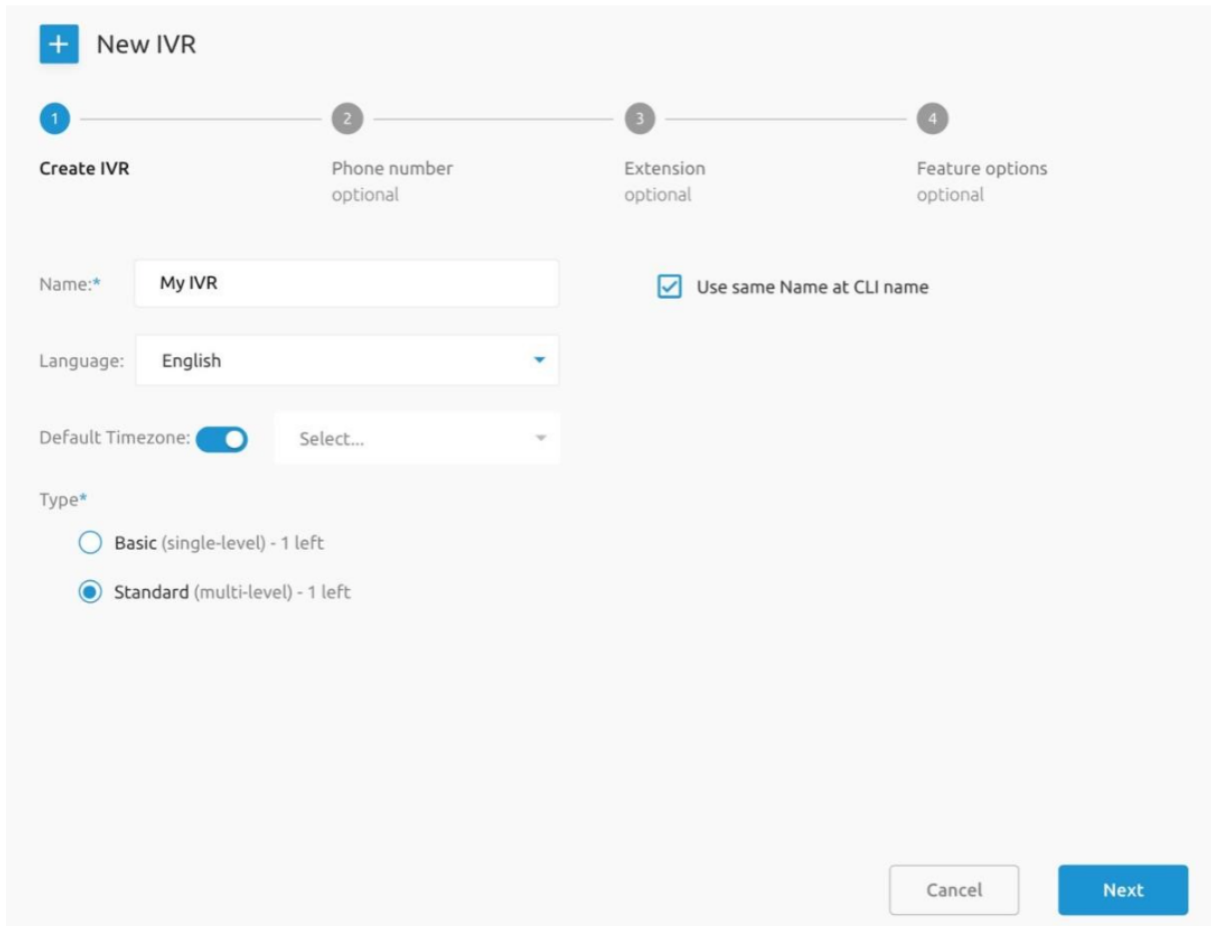 New IVR
1 2 3 4
Create IVR Phone number Extension Feature options
optional optional optional
Name:* My IVR Use same Name at CLI name
Language: English
Default Timezone: Select...
Type*
Basic (single-level) - 1 left
Standard (multi-level) - 1 left
Cancel Next